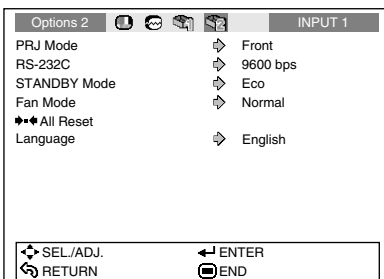 Options 2 INPUT 1
PRJ Mode Front
RS-232C 9600 bps
STANDBY Mode Eco
Fan Mode Normal
All Reset
Language English
SEL./ADJ. ENTER
RETURN END